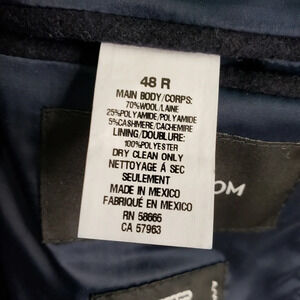 48 R
MAIN BODY/CORPS:
70%WOOL/LAINE
25%POLYAMIDE/POLYAMIDE
5%CASHMERE/CACHEMIRE
LINING/DOUBLURE:
100%POLYESTER
DRY CLEAN ONLY
NETTOYAGE Á SEC
SEULEMENT
MADE IN MEXICO
FABRIQUÉ EN MEXICO
RN 58665
CA 57963
OM